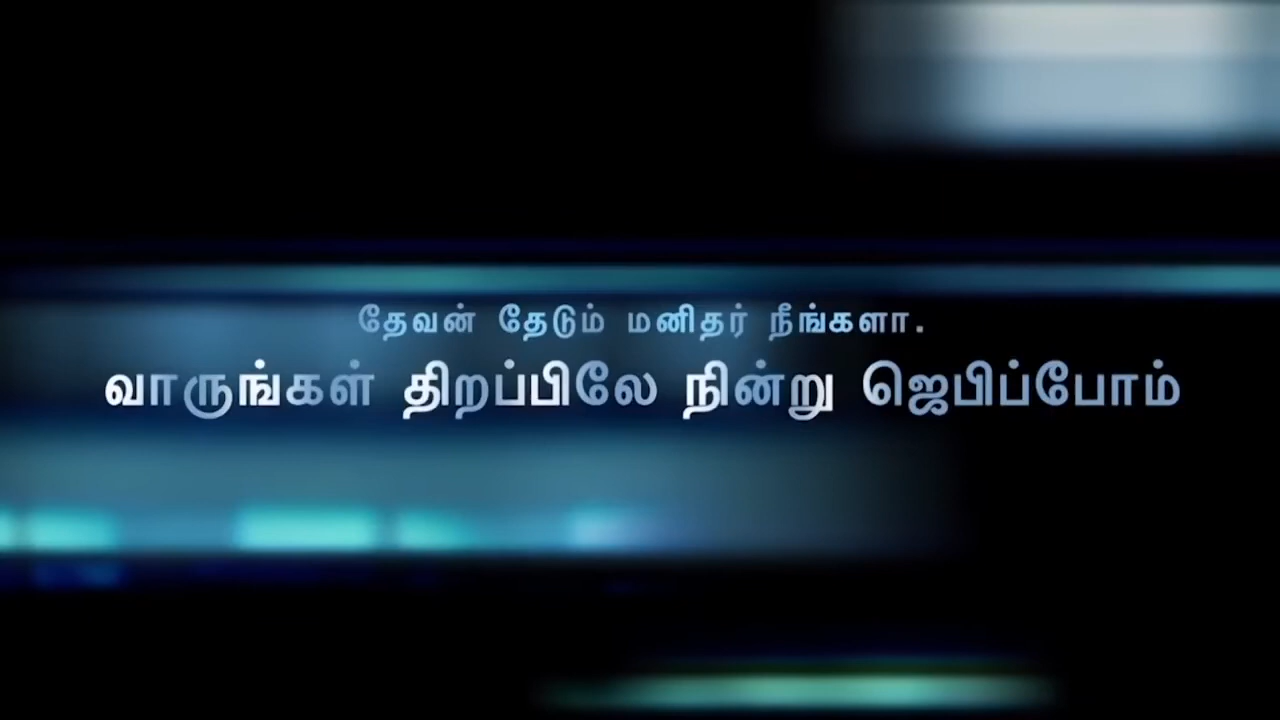 தேவன் தேடும் மனிதர் நீங்களா.
வாருங்கள் திறப்பிலே நின்று ஜெபிப்போம்